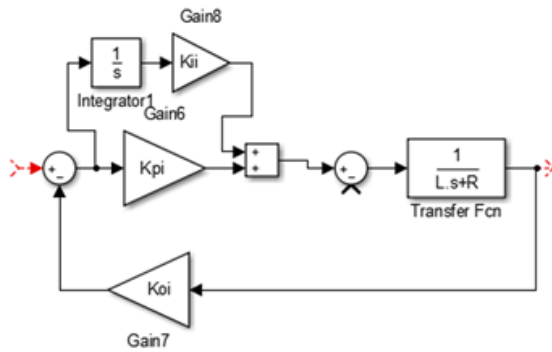 Gain8
1
s
Kii
Integrator1
Gain6
+
-
Kpi
+
+
+
-
1
L.s+R
Transfer Fcn
Koi
Gain7